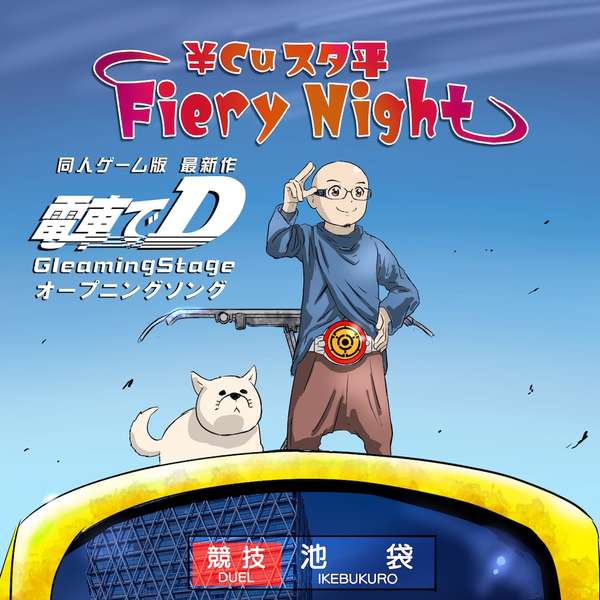 ¥Cuスタ平
Fiery Night
同人ゲーム版 最新作
電車でD
GleamingStage
オープニングソング
競技 池袋
DUEL IKEBUKURO